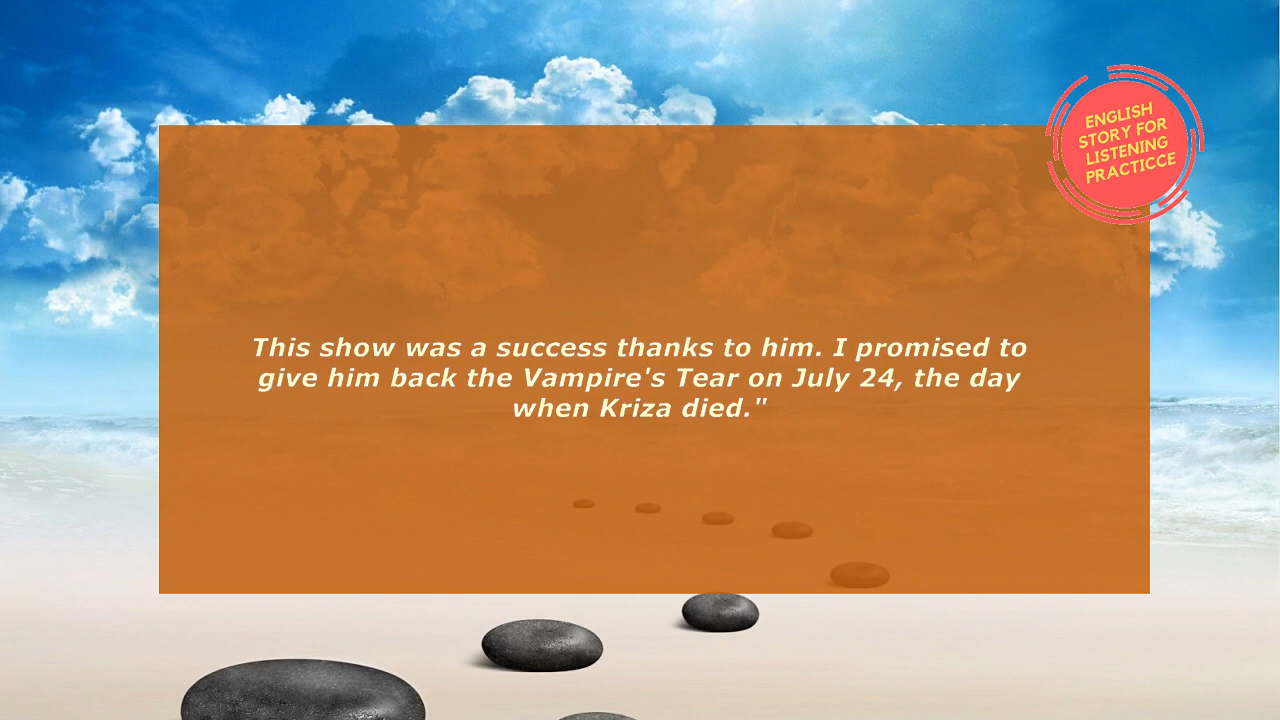 ENGLISH
STORY FOR
LISTENING
PRACTICCE
This show was a success thanks to him. I promised to
give him back the Vampire's Tear on July 24, the day
when Kriza died."